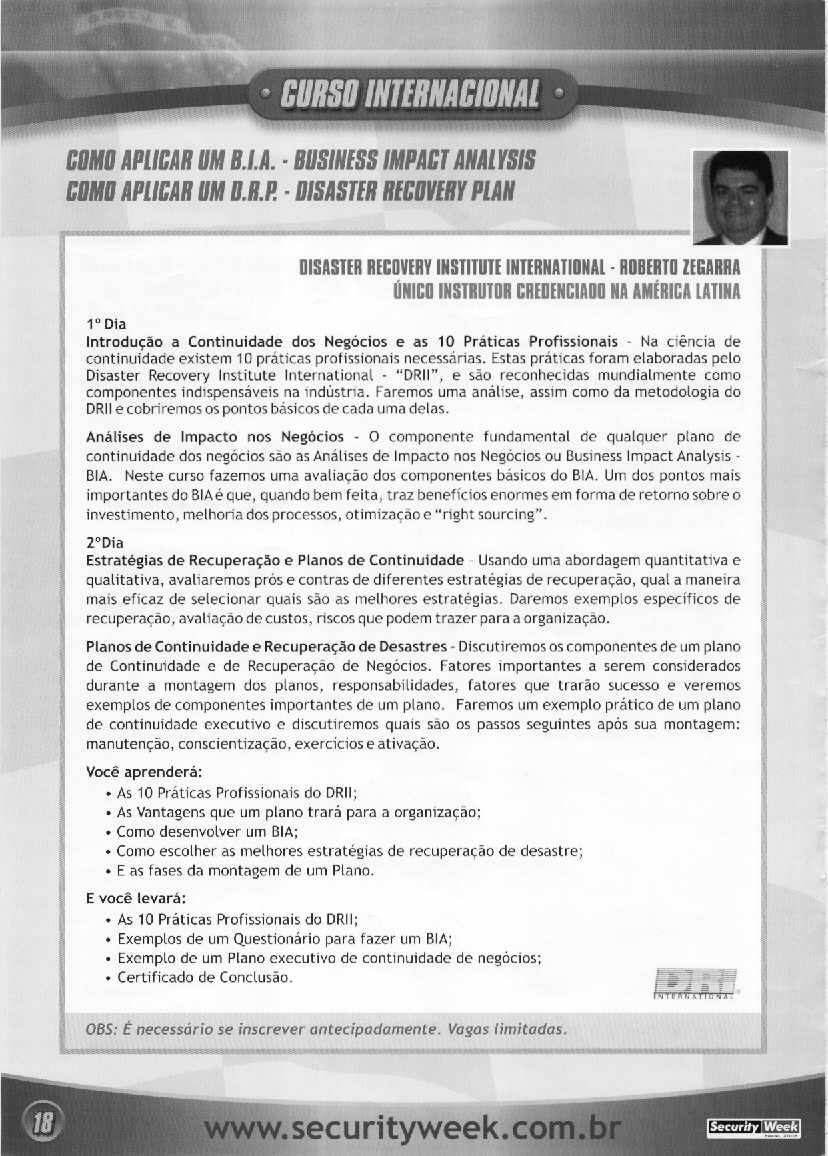 CURSO INTERNACIONAL
COMO APLICAR UM B.I.A. - BUSINESS IMPACT ANALYSIS
COMO APLICAR UM D.R.P. - DISASTER RECOVERY PLAN
DISASTER RECOVERY INSTITUTE INTERNATIONAL - ROBERTO ZEGARRA
ÚNICO INSTRUTOR CREDENCIADO NA AMÉRICA LATINA
1º Dia
Introdução a Continuidade dos Negócios e as 10 Práticas Profissionais - Na ciência de
continuidade existem 10 práticas profissionais necessárias. Estas práticas foram elaboradas pelo
Disaster Recovery Institute International - "DRII", e são reconhecidas mundialmente como
componentes indispensáveis na indústria. Faremos uma análise, assim como da metodologia do
DRII e cobriremos os pontos básicos de cada uma delas.
Análises de Impacto nos Negócios - O componente fundamental de qualquer plano de
continuidade dos negócios são as Análises de Impacto nos Negócios ou Business Impact Analysis -
BIA. Neste curso fazemos uma avaliação dos componentes básicos do BIA. Um dos pontos mais
importantes do BIA é que, quando bem feita, traz benefícios enormes em forma de retorno sobre o
investimento, melhoria dos processos, otimização e "right sourcing".
2ºDia
Estratégias de Recuperação e Planos de Continuidade - Usando uma abordagem quantitativa e
qualitativa, avaliaremos prós e contras de diferentes estratégias de recuperação, qual a maneira
mais eficaz de selecionar quais são as melhores estratégias. Daremos exemplos específicos de
recuperação, avaliação de custos, riscos que podem trazer para a organização.
Planos de Continuidade e Recuperação de Desastres - Discutiremos os componentes de um plano
de Continuidade e de Recuperação de Negócios. Fatores importantes a serem considerados
durante a montagem dos planos, responsabilidades, fatores que trarão sucesso e veremos
exemplos de componentes importantes de um plano. Faremos um exemplo prático de um plano
de continuidade executivo e discutiremos quais são os passos seguintes após sua montagem:
manutenção, conscientização, exercícios e ativação.
Você aprenderá:
• As 10 Práticas Profissionais do DRII;
• As Vantagens que um plano trará para a organização;
• Como desenvolver um BIA;
• Como escolher as melhores estratégias de recuperação de desastre;
• E as fases da montagem de um Plano.
E você levará:
• As 10 Práticas Profissionais do DRII;
• Exemplos de um Questionário para fazer um BIA;
• Exemplo de um Plano executivo de continuidade de negócios;
• Certificado de Conclusão.
DRI
INTERNATIONAL
OBS: É necessário se inscrever antecipadamente. Vagas limitadas.
18
www.securityweek.com.br
Security Week